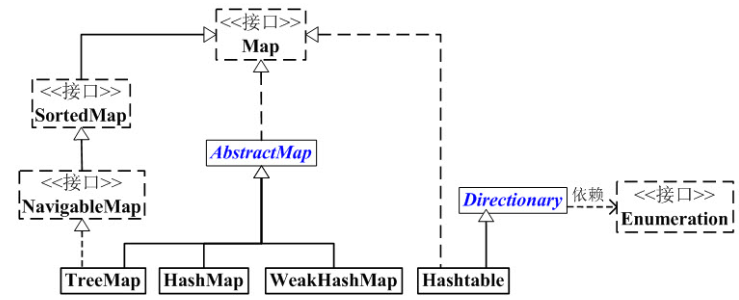 <<接口>>
Map
<<接口>>
SortedMap
AbstractMap
<<接口>>
NavigableMap
Directionary
依赖
<<接口>>
Enumeration
TreeMap
HashMap
WeakHashMap
Hashtable